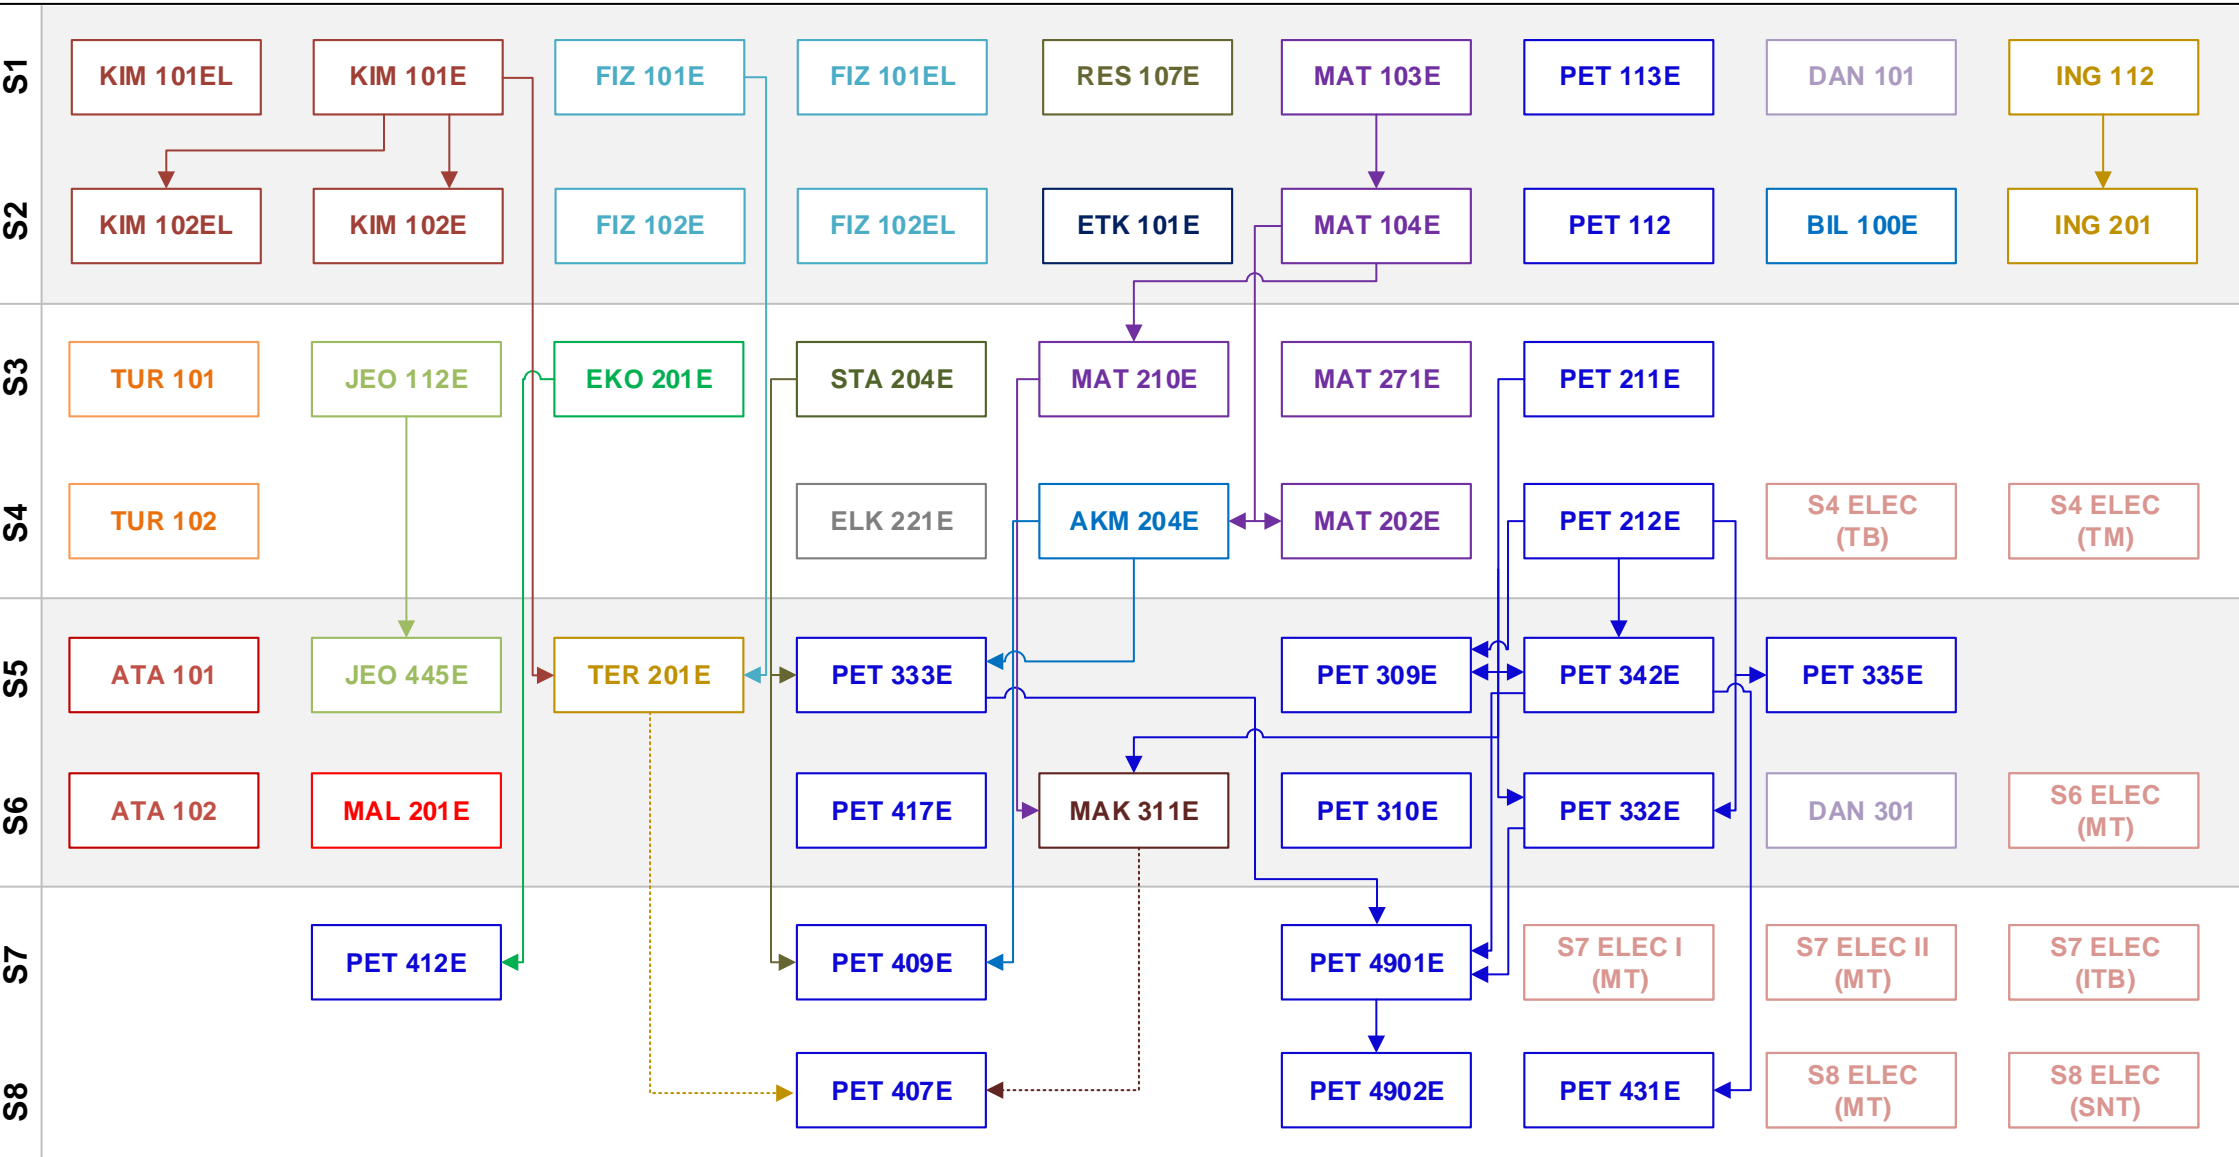 S1
KIM 101EL
KIM 101E
FIZ 101E
FIZ 101EL
RES 107E
MAT 103E
PET 113E
DAN 101
ING 112
S2
KIM 102EL
KIM 102E
FIZ 102E
FIZ 102EL
ETK 101E
MAT 104E
PET 112
BIL 100E
ING 201
S3
TUR 101
JEO 112E
EKO 201E
STA 204E
MAT 210E
MAT 271E
PET 211E
S4
TUR 102
ELK 221E
AKM 204E
MAT 202E
PET 212E
S4 ELEC
(TB)
S4 ELEC
(TM)
S5
ATA 101
JEO 445E
TER 201E
PET 333E
PET 309E
PET 342E
PET 335E
S6
ATA 102
MAL 201E
PET 417E
MAK 311E
PET 310E
PET 332E
DAN 301
S6 ELEC
(MT)
S7
PET 412E
PET 409E
PET 4901E
S7 ELEC I
(MT)
S7 ELEC II
(MT)
S7 ELEC
(ITB)
S8
PET 407E
PET 4902E
PET 431E
S8 ELEC
(MT)
S8 ELEC
(SNT)